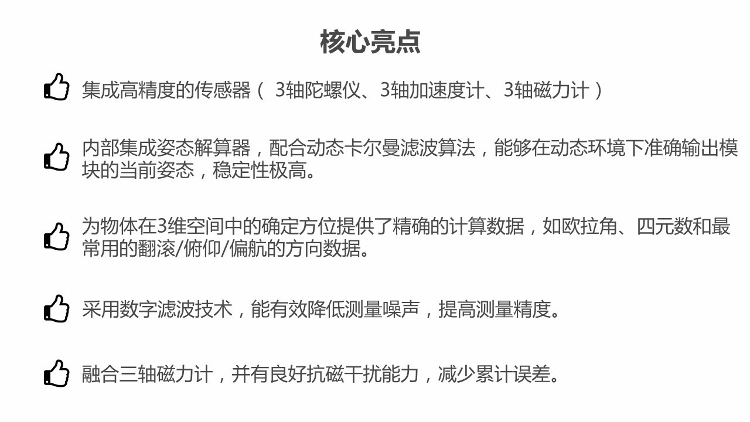 核心亮点
集成高精度的传感器（ 3轴陀螺仪、3轴加速度计、3轴磁力计）
内部集成姿态解算器，配合动态卡尔曼滤波算法，能够在动态环境下准确输出模
块的当前姿态，稳定性极高。
为物体在3维空间中的确定方位提供了精确的计算数据，如欧拉角、四元数和最
常用的翻滚/俯仰/偏航的方向数据。
采用数字滤波技术，能有效降低测量噪声，提高测量精度。
融合三轴磁力计，并有良好抗磁干扰能力，减少累计误差。